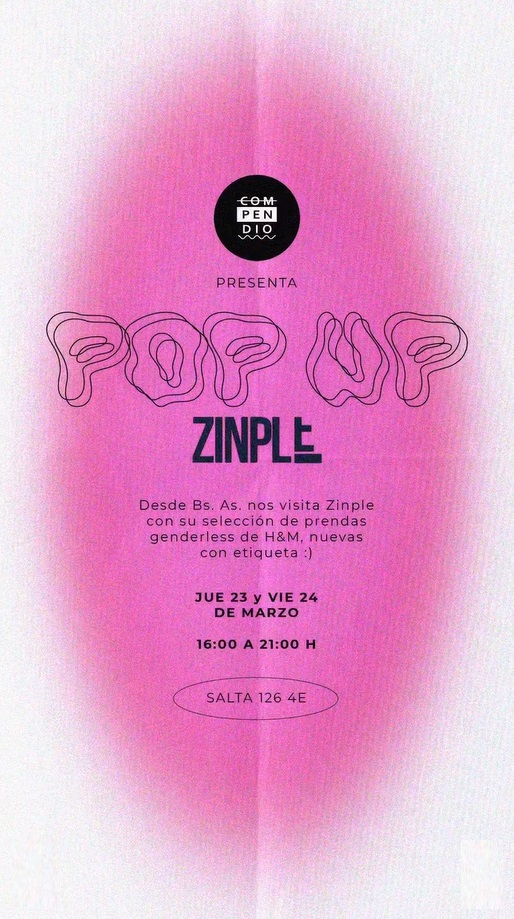 COM
PEN
DIO
PRESENTA
POP UP
ZINPLE
Desde Bs. As. nos visita Zinple
con su selección de prendas
genderless de H&M, nuevas
con etiqueta :)
JUE 23 y VIE 24
DE MARZO
16:00 A 21:00 H
SALTA 126 4E